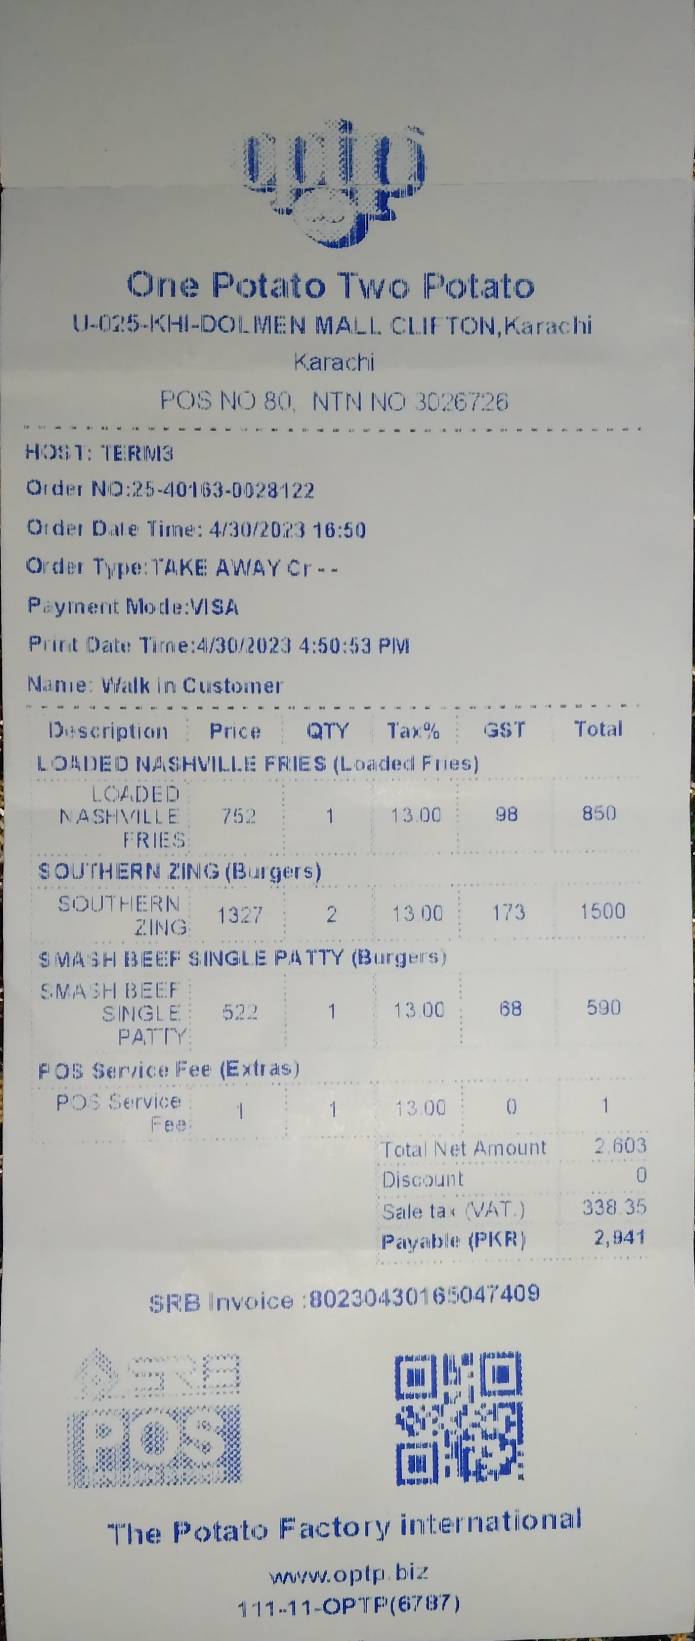 optp
One Potato Two Potato
U-025-KHI-DOLMEN MALL CLIFTON,Karachi
Karachi
POS NO 80, NTN NO 3026726
HOST: TERM3
Order NO:25-40163-0028122
Order Date Time: 4/30/2023 16:50
Order Type:TAKE AWAY Cr --
Payment Mode:VISA
Print Date Time:4/30/2023 4:50:53 PM
Name: Walk in Customer
Description Price QTY Tax% GST Total
LOADED NASHVILLE FRIES (Loaded Fries)
LOADED
NASHVILLE 752 1 13.00 98 850
FRIES
SOUTHERN ZING (Burgers)
SOUTHERN 1327 2 13.00 173 1500
ZING
SMASH BEEF SINGLE PATTY (Burgers)
SMASH BEEF
SINGLE 522 1 13.00 68 590
PATTY
POS Service Fee (Extras)
POS Service 1 1 13.00 0 1
Fee
Total Net Amount 2,603
Discount 0
Sale tax (VAT.) 338.35
Payable (PKR) 2,941
SRB Invoice :80230430165047409
SRB
POS
The Potato Factory international
www.optp.biz
111-11-OPTP(6787)